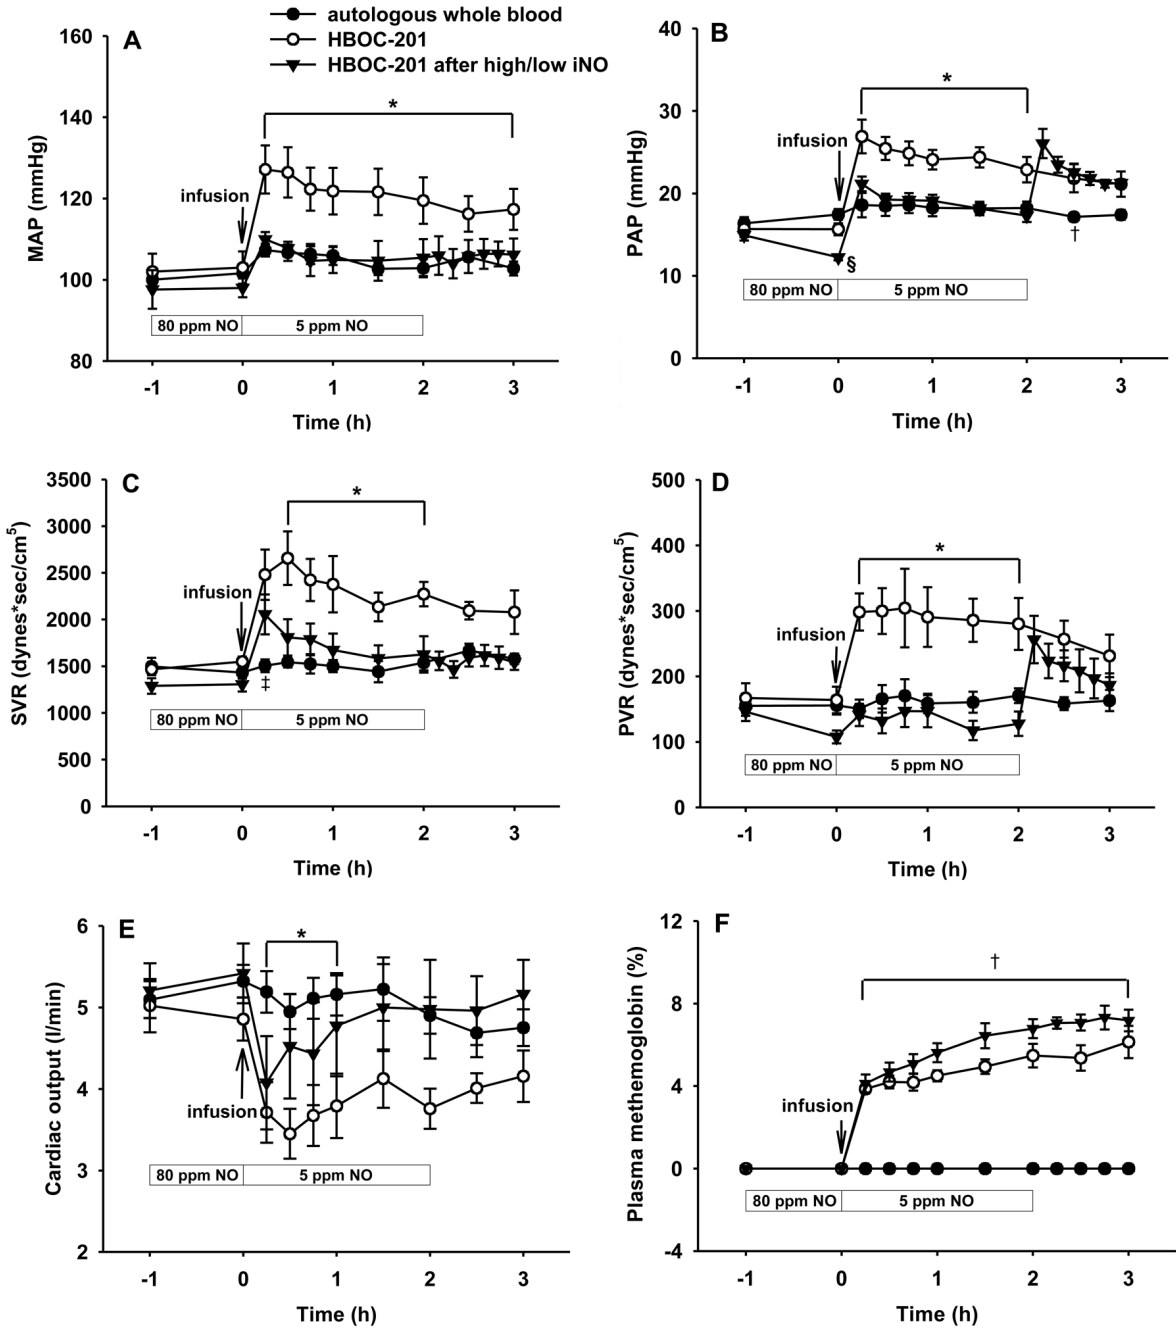 autologous whole blood
HBOC-201
HBOC-201 after high/low iNO
A
160
140
120
100
80
MAP (mmHg)
*
infusion
80 ppm NO
5 ppm NO
-1
0
1
2
3
Time (h)
B
40
30
20
10
0
PAP (mmHg)
*
infusion
§
†
80 ppm NO
5 ppm NO
-1
0
1
2
3
Time (h)
C
3500
3000
2500
2000
1500
1000
500
0
SVR (dynes*sec/cm⁵)
*
infusion
‡
80 ppm NO
5 ppm NO
-1
0
1
2
3
Time (h)
D
500
400
300
200
100
0
PVR (dynes*sec/cm⁵)
*
infusion
80 ppm NO
5 ppm NO
-1
0
1
2
3
Time (h)
E
6
5
4
3
2
Cardiac output (l/min)
*
infusion
80 ppm NO
5 ppm NO
-1
0
1
2
3
Time (h)
F
12
8
4
0
-4
Plasma methemoglobin (%)
†
infusion
80 ppm NO
5 ppm NO
-1
0
1
2
3
Time (h)